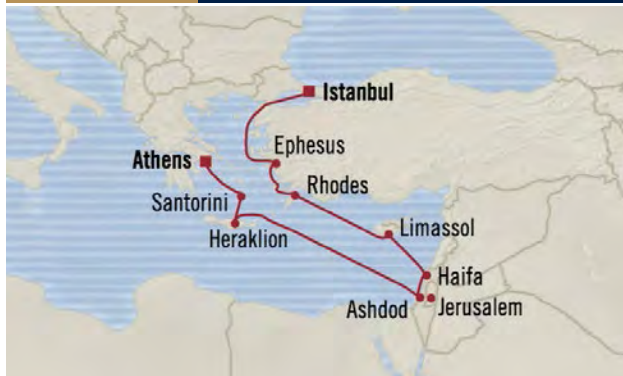 Istanbul
Ephesus
Athens
Rhodes
Santorini
Limassol
Heraklion
Haifa
Ashdod
Jerusalem